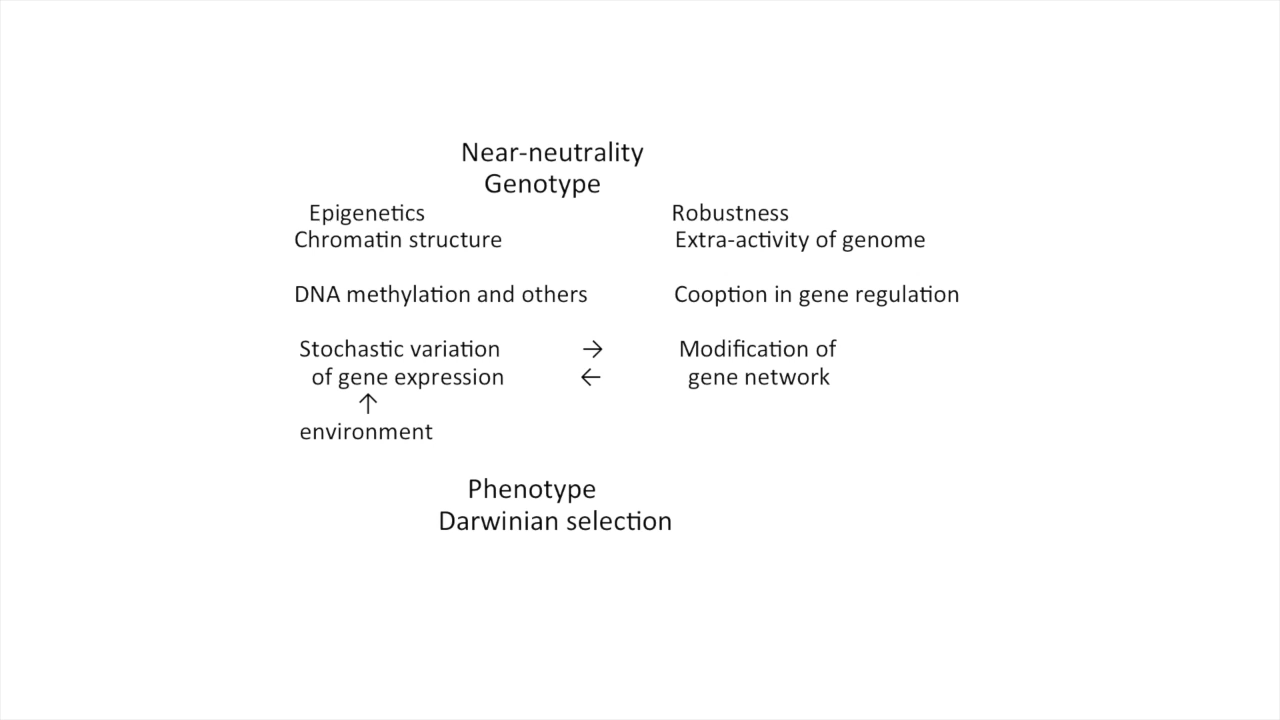 Near-neutrality
Genotype
Epigenetics Robustness
Chromatin structure Extra-activity of genome
DNA methylation and others Cooption in gene regulation
Stochastic variation → Modification of
of gene expression ← gene network
↑
environment
Phenotype
Darwinian selection